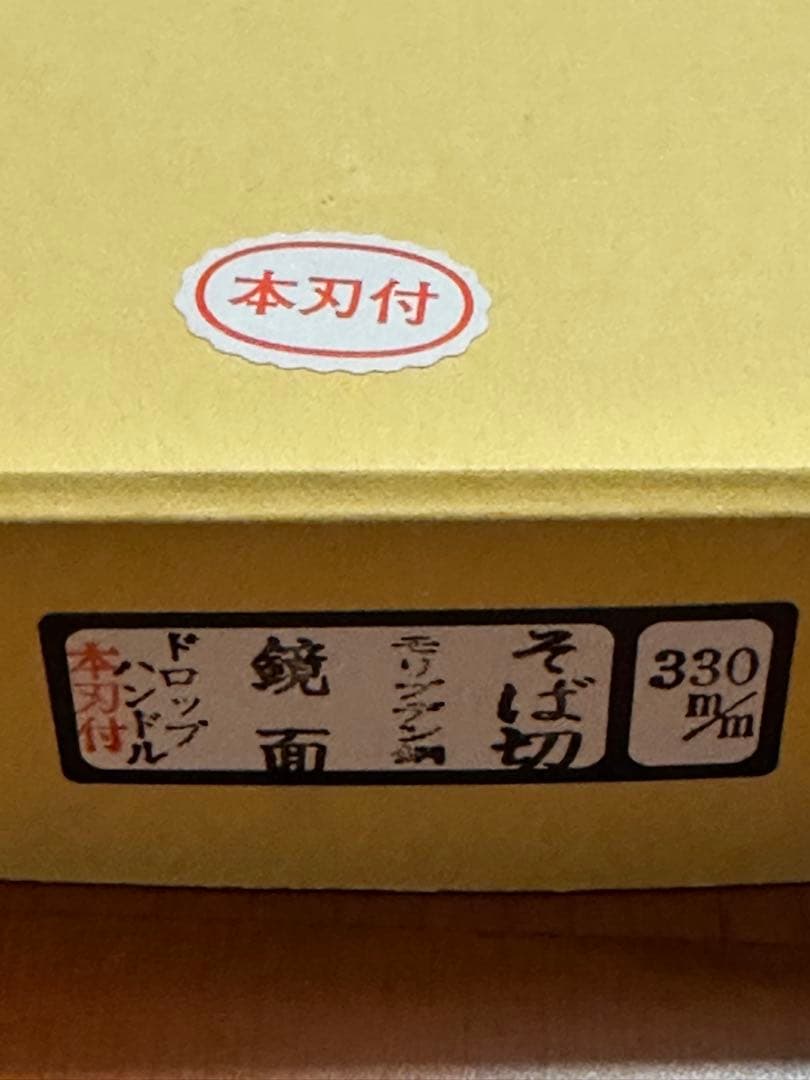 本刃付
330
m/m
そば切
モリブデン鋼
鏡面
ドロップ
ハンドル
本刃付